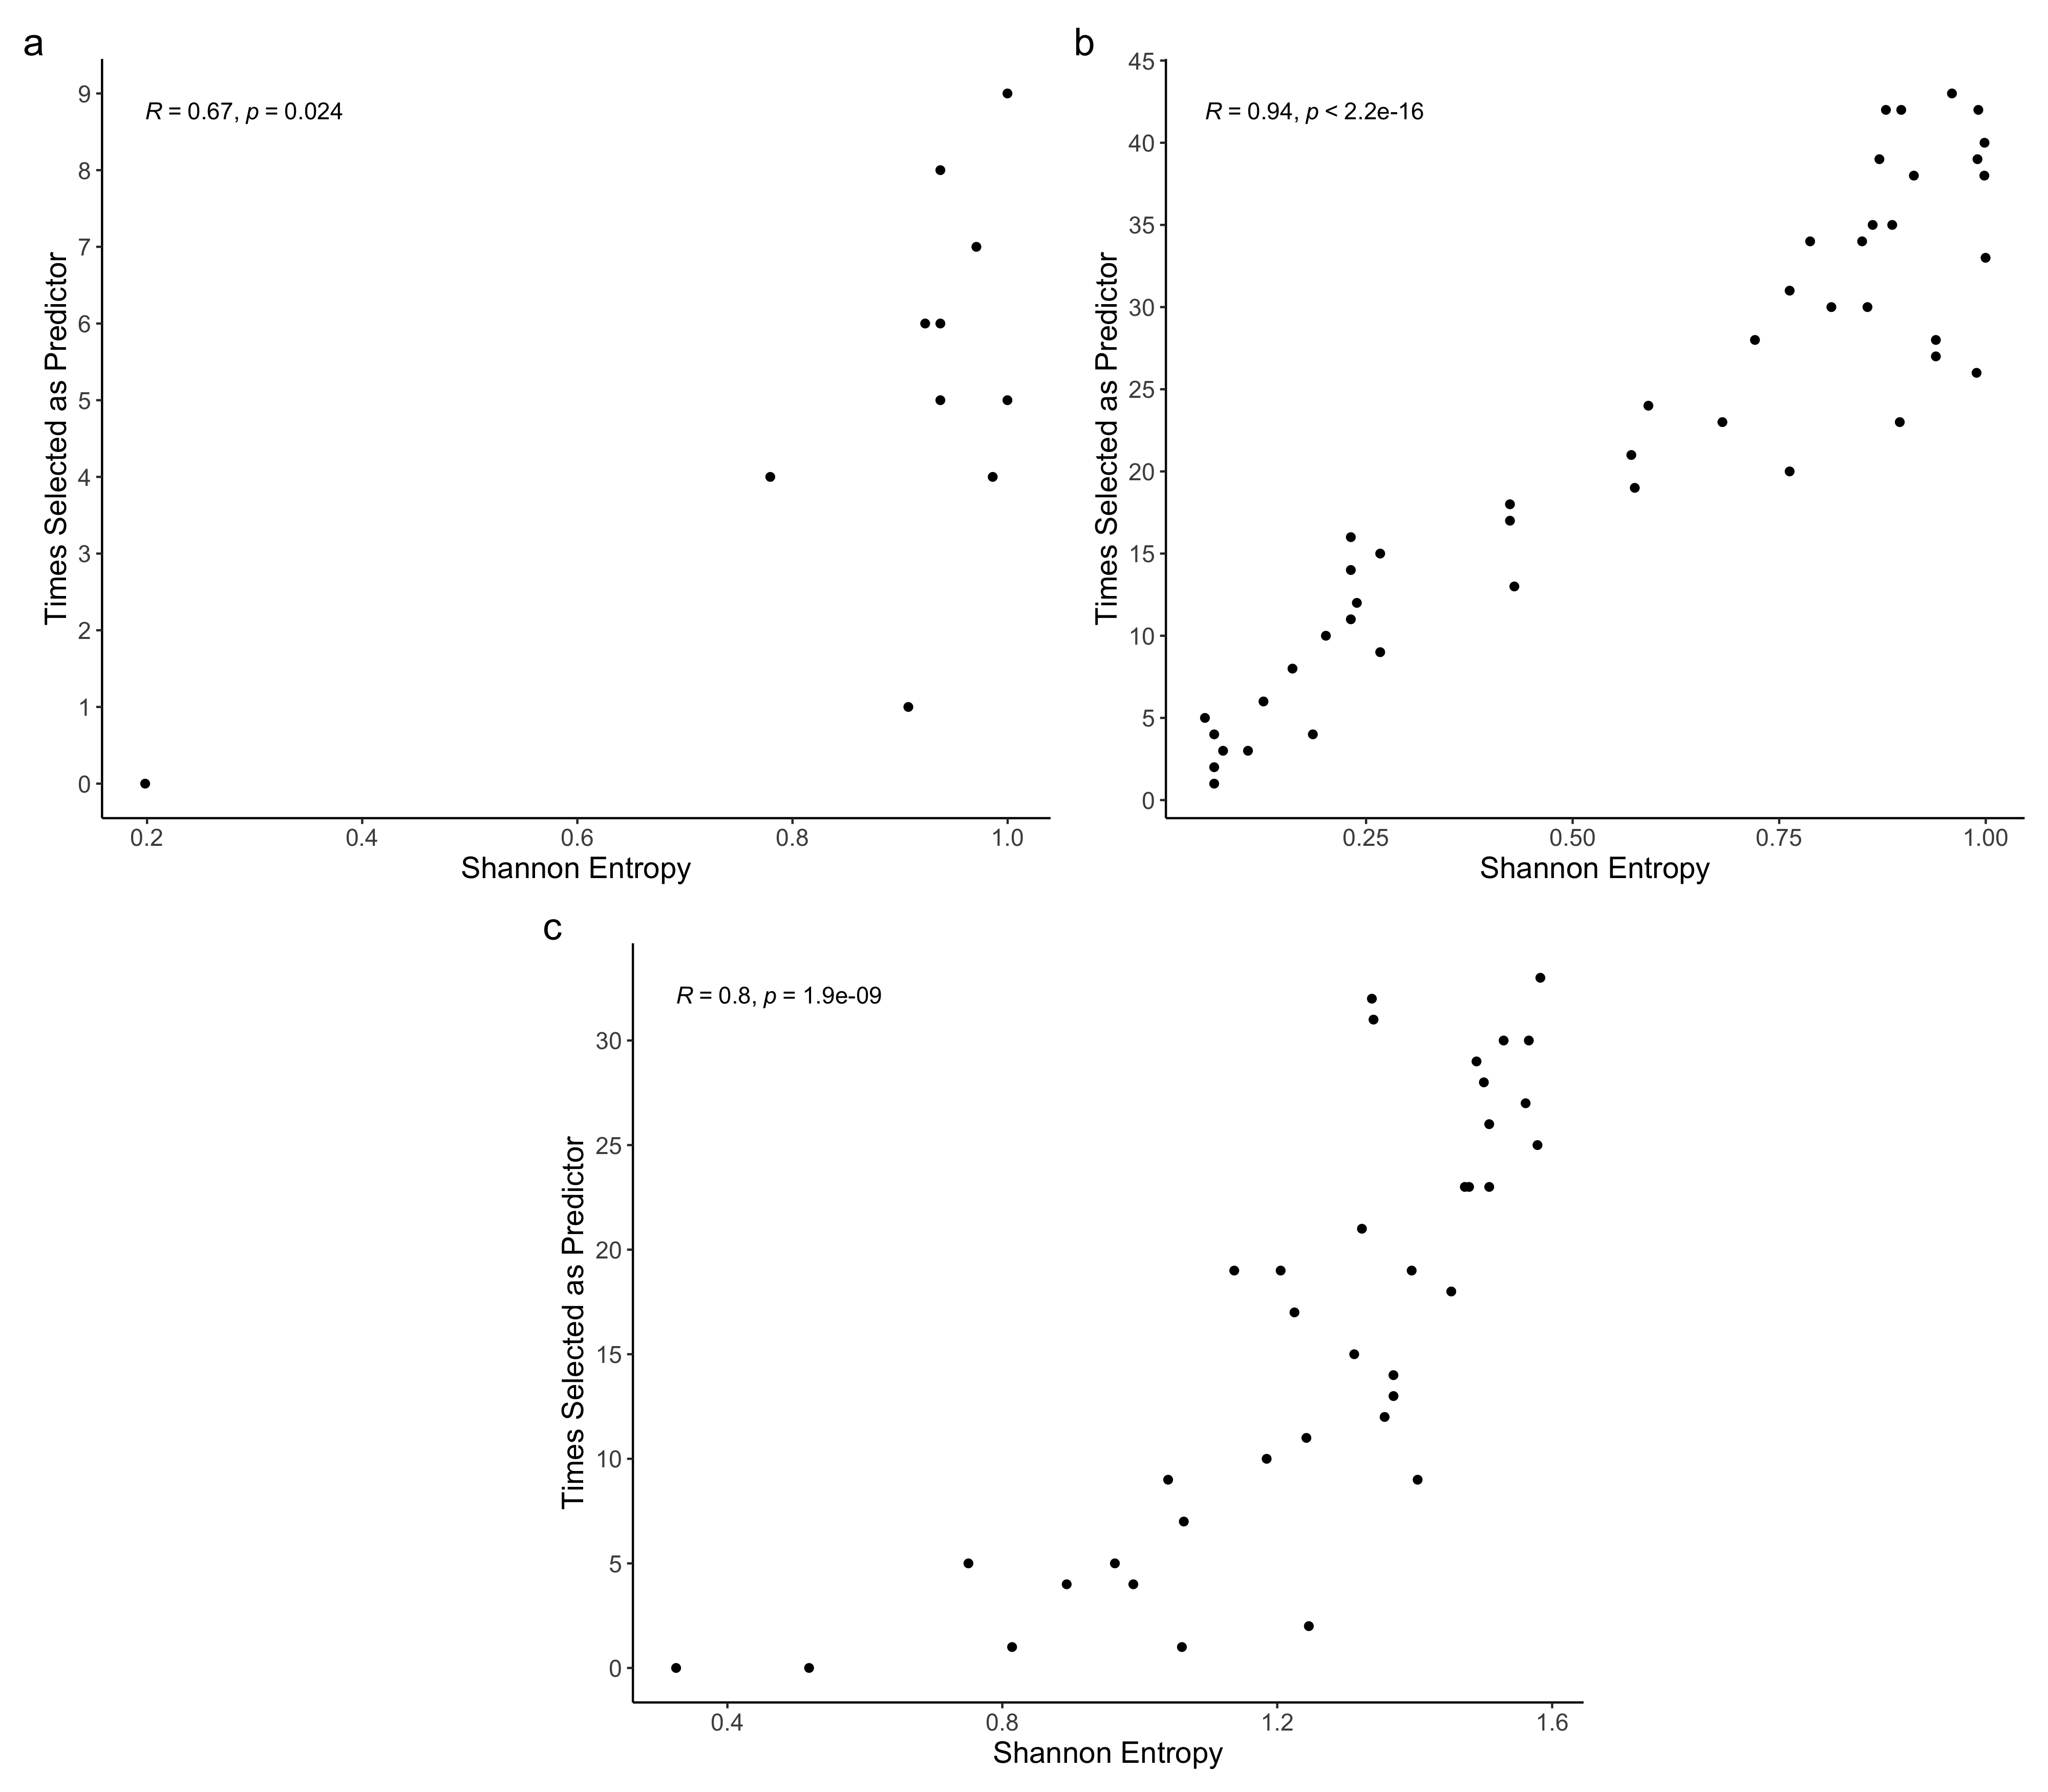 a
R = 0.67, p = 0.024
9
8
7
6
5
4
3
2
1
0
Times Selected as Predictor
0.2 0.4 0.6 0.8 1.0
Shannon Entropy
b
R = 0.94, p < 2.2e-16
45
40
35
30
25
20
15
10
5
0
Times Selected as Predictor
0.25 0.50 0.75 1.00
Shannon Entropy
c
R = 0.8, p = 1.9e-09
30
25
20
15
10
5
0
Times Selected as Predictor
0.4 0.8 1.2 1.6
Shannon Entropy